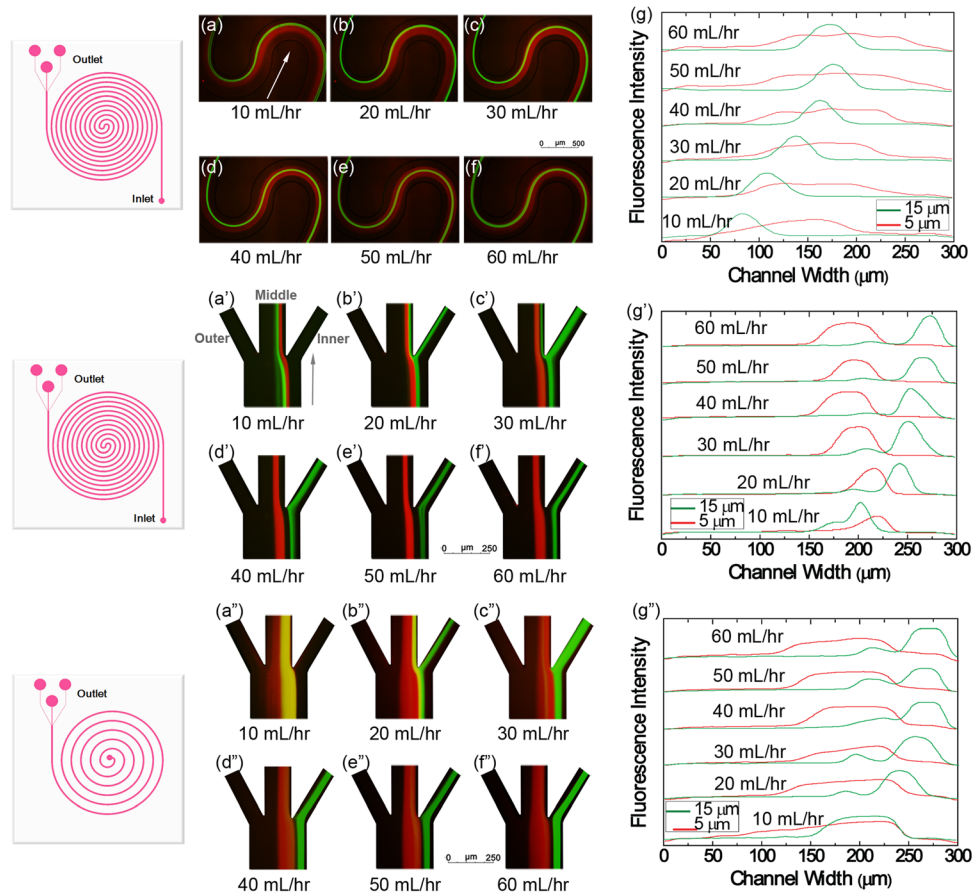 (a) (b) (c)
10 mL/hr 20 mL/hr 30 mL/hr
µm 500
(d) (e) (f)
40 mL/hr 50 mL/hr 60 mL/hr
Outlet
Inlet
(g)
60 mL/hr
50 mL/hr
40 mL/hr
30 mL/hr
20 mL/hr
10 mL/hr
15 µm
5 µm
Fluorescence Intensity
0 50 100 150 200 250 300
Channel Width (µm)
(a') Middle (b') (c')
Outer Inner
10 mL/hr 20 mL/hr 30 mL/hr
(d') (e') (f')
0 µm 250
40 mL/hr 50 mL/hr 60 mL/hr
Outlet
Inlet
(g')
60 mL/hr
50 mL/hr
40 mL/hr
30 mL/hr
20 mL/hr
15 µm
5 µm
10 mL/hr
Fluorescence Intensity
0 50 100 150 200 250 300
Channel Width (µm)
(a") (b") (c")
10 mL/hr 20 mL/hr 30 mL/hr
(d") (e") (f")
0 µm 250
40 mL/hr 50 mL/hr 60 mL/hr
Outlet
(g")
60 mL/hr
50 mL/hr
40 mL/hr
30 mL/hr
20 mL/hr
15 µm
5 µm
10 mL/hr
Fluorescence Intensity
0 50 100 150 200 250 300
Channel Width (µm)